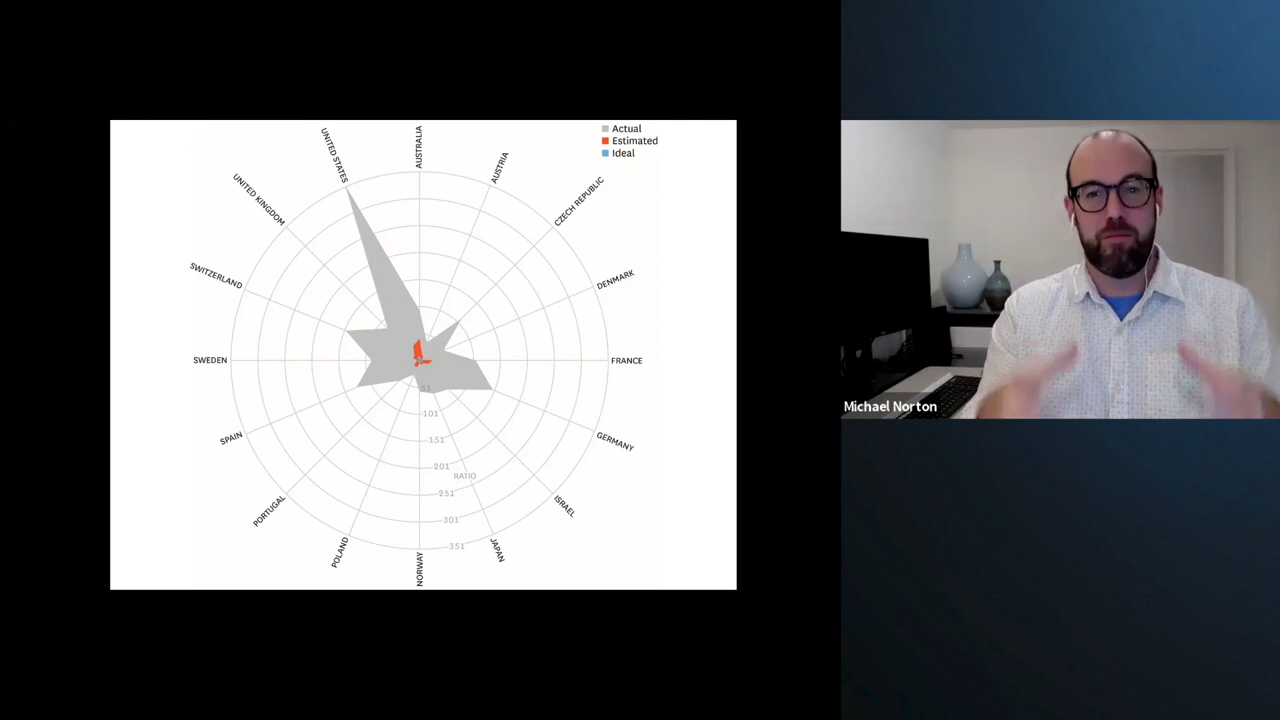 Actual
Estimated
Ideal
AUSTRALIA
AUSTRIA
CZECH REPUBLIC
DENMARK
FRANCE
GERMANY
ISRAEL
JAPAN
NORWAY
POLAND
PORTUGAL
SPAIN
SWEDEN
SWITZERLAND
UNITED KINGDOM
UNITED STATES
51
101
151
201
RATIO
251
301
351
Michael Norton